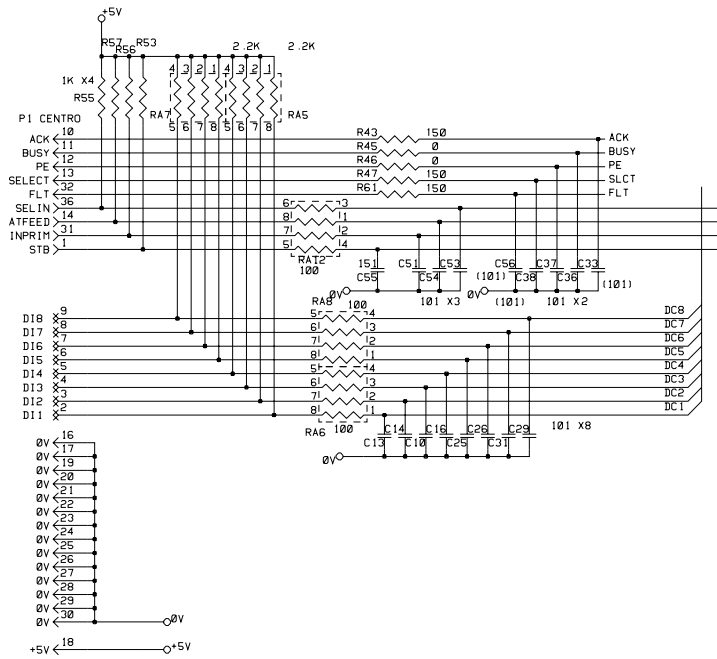 +5V
R57
R56
R53
2.2K 2.2K
4 3 2 1 4 3 2 1
1K X4
R55
RA7
RA5
5 6 7 8 5 6 7 8
P1 CENTRO
ACK 10 R43 150 ACK
BUSY 11 R45 0 BUSY
PE 12 R46 0 PE
SELECT 13 R47 150 SLCT
FLT 32 R61 150 FLT
SELIN 36 6 3
ATFEED 14 8 1
INPRIM 31 7 2
STB 1 5 4
RA12
100
151 C51 C53 C56 C37 C33
C55 C54 (101) C38 C36 (101)
0V 101 X3 0V (101) 101 X2
RA8 100
DI8 9 5 4 DC8
DI7 8 6 3 DC7
DI6 7 7 2 DC6
DI5 6 8 1 DC5
DI4 5 5 4 DC4
DI3 4 6 3 DC3
DI2 3 7 2 DC2
DI1 2 8 1 DC1
RA6 100
C14 C16 C26 C29 101 X8
C13 C10 C25 C31
0V
0V 16
0V 17
0V 19
0V 20
0V 21
0V 22
0V 23
0V 24
0V 25
0V 26
0V 27
0V 28
0V 29
0V 30 0V
+5V 18 +5V